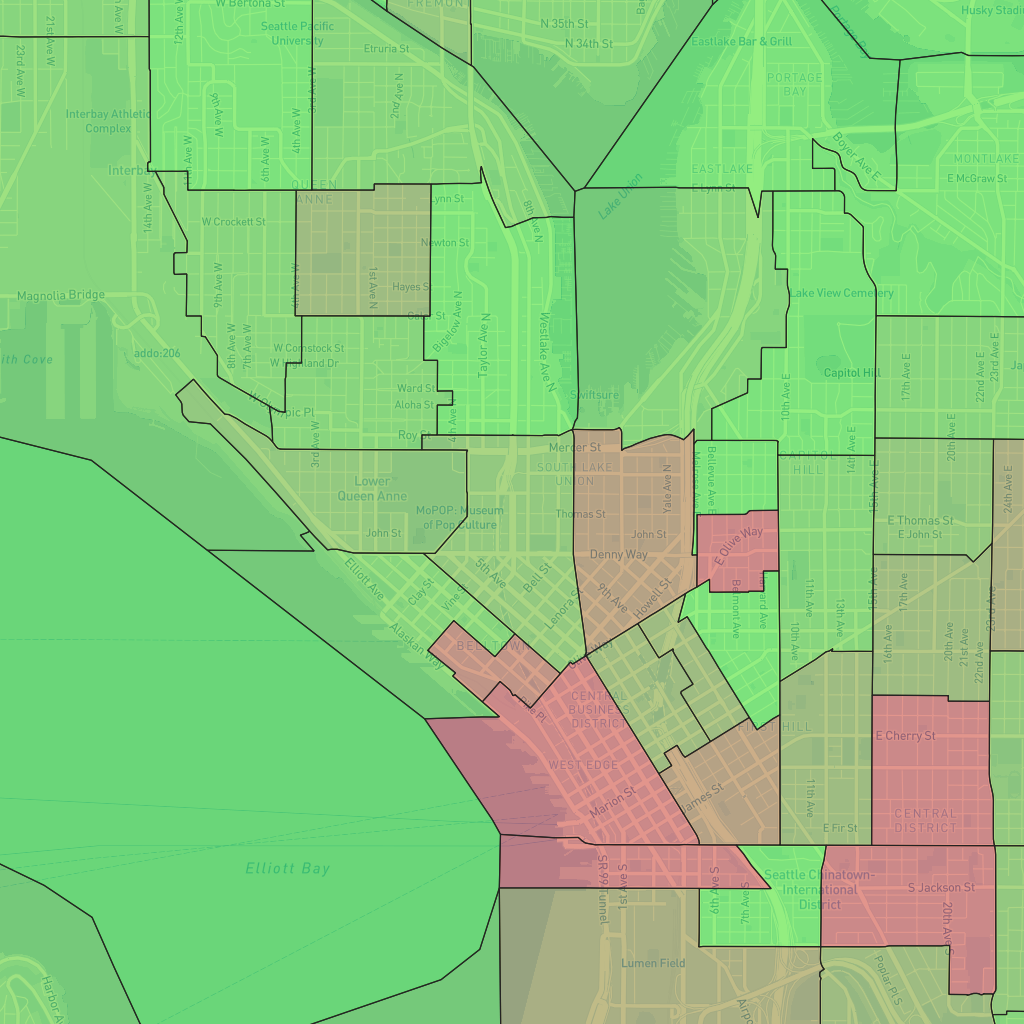 W Bertona St
FREMONT
N 35th St
N 34th St
Seattle Pacific
University
Etruria St
12th Ave W
21st Ave W
23rd Ave W
3rd Ave W
2nd Ave N
Eastlake Bar & Grill
PORTAGE
BAY
Interbay Athletic
Complex
9th Ave W
4th Ave W
6th Ave W
11th Ave W
Boyer Ave E
MONTLAKE
E McGraw St
EASTLAKE
E Lynn St
QUEEN
ANNE
Lynn St
Lake Union
8th Ave N
14th Ave W
W Crockett St
Newton St
9th Ave W
4th Ave W
1st Ave N
Hayes St
Magnolia Bridge
Lake View Cemetery
Galer St
Bigelow Ave N
Taylor Ave N
Westlake Ave N
8th Ave W
7th Ave W
W Comstock St
W Highland Dr
addo:206
Capitol Hill
17th Ave E
22nd Ave E
23rd Ave E
10th Ave E
Ward St
Aloha St
Swiftsure
W Olympic Pl
3rd Ave W
Roy St
4th Ave N
Mercer St
SOUTH LAKE
UNION
Yale Ave N
Melrose Ave E
Bellevue Ave E
CAPITOL
HILL
14th Ave E
15th Ave E
20th Ave E
24th Ave E
Lower
Queen Anne
MoPOP: Museum
of Pop Culture
Thomas St
John St
John St
E Thomas St
E John St
E Olive Way
Denny Way
5th Ave
Bell St
Elliott Ave
Clay St
Vine St
Lenora St
9th Ave
Howell St
Belmont Ave
Harvard Ave
11th Ave
13th Ave
10th Ave
15th Ave
17th Ave
16th Ave
20th Ave
21st Ave
22nd Ave
23rd Ave
Alaskan Way
BELLTOWN
Pike Pl
CENTRAL
BUSINESS
DISTRICT
FIRST HILL
E Cherry St
WEST EDGE
Marion St
James St
11th Ave
E Fir St
CENTRAL
DISTRICT
Elliott Bay
SR 99 Tunnel
1st Ave S
6th Ave S
7th Ave S
Seattle Chinatown-
International
District
S Jackson St
20th Ave S
Lumen Field
Poplar Pl S